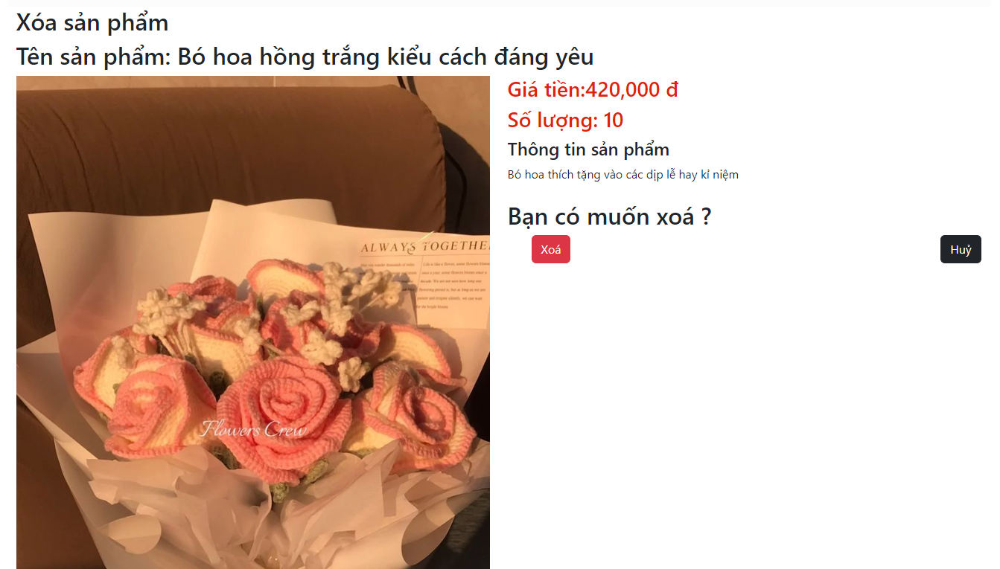 Xóa sản phẩm
Tên sản phẩm: Bó hoa hồng trắng kiểu cách đáng yêu
Giá tiền:420,000 đ
Số lượng: 10
Thông tin sản phẩm
Bó hoa thích tặng vào các dịp lễ hay kỉ niệm
Bạn có muốn xoá ?
Xoá
Huỷ
ALWAYS TOGETHE
Flowers Crew